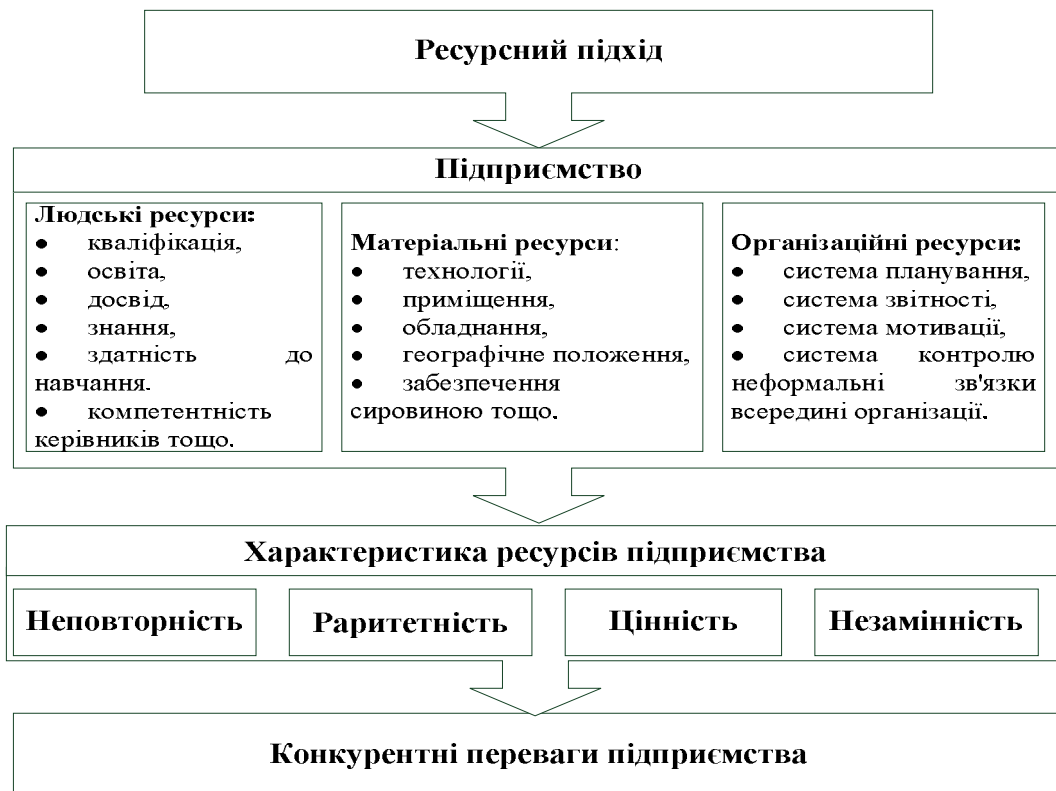 Ресурсний підхід
Підприємство
Людські ресурси:
● кваліфікація,
● освіта,
● досвід,
● знання,
● здатність до
навчання.
● компетентність
керівників тощо.
Матеріальні ресурси:
● технології,
● приміщення,
● обладнання,
● географічне положення,
● забезпечення
сировиною тощо.
Організаційні ресурси:
● система планування,
● система звітності,
● система мотивації,
● система контролю
неформальні зв'язки
всередині організації.
Характеристика ресурсів підприємства
Неповторність
Раритетність
Цінність
Незамінність
Конкурентні переваги підприємства